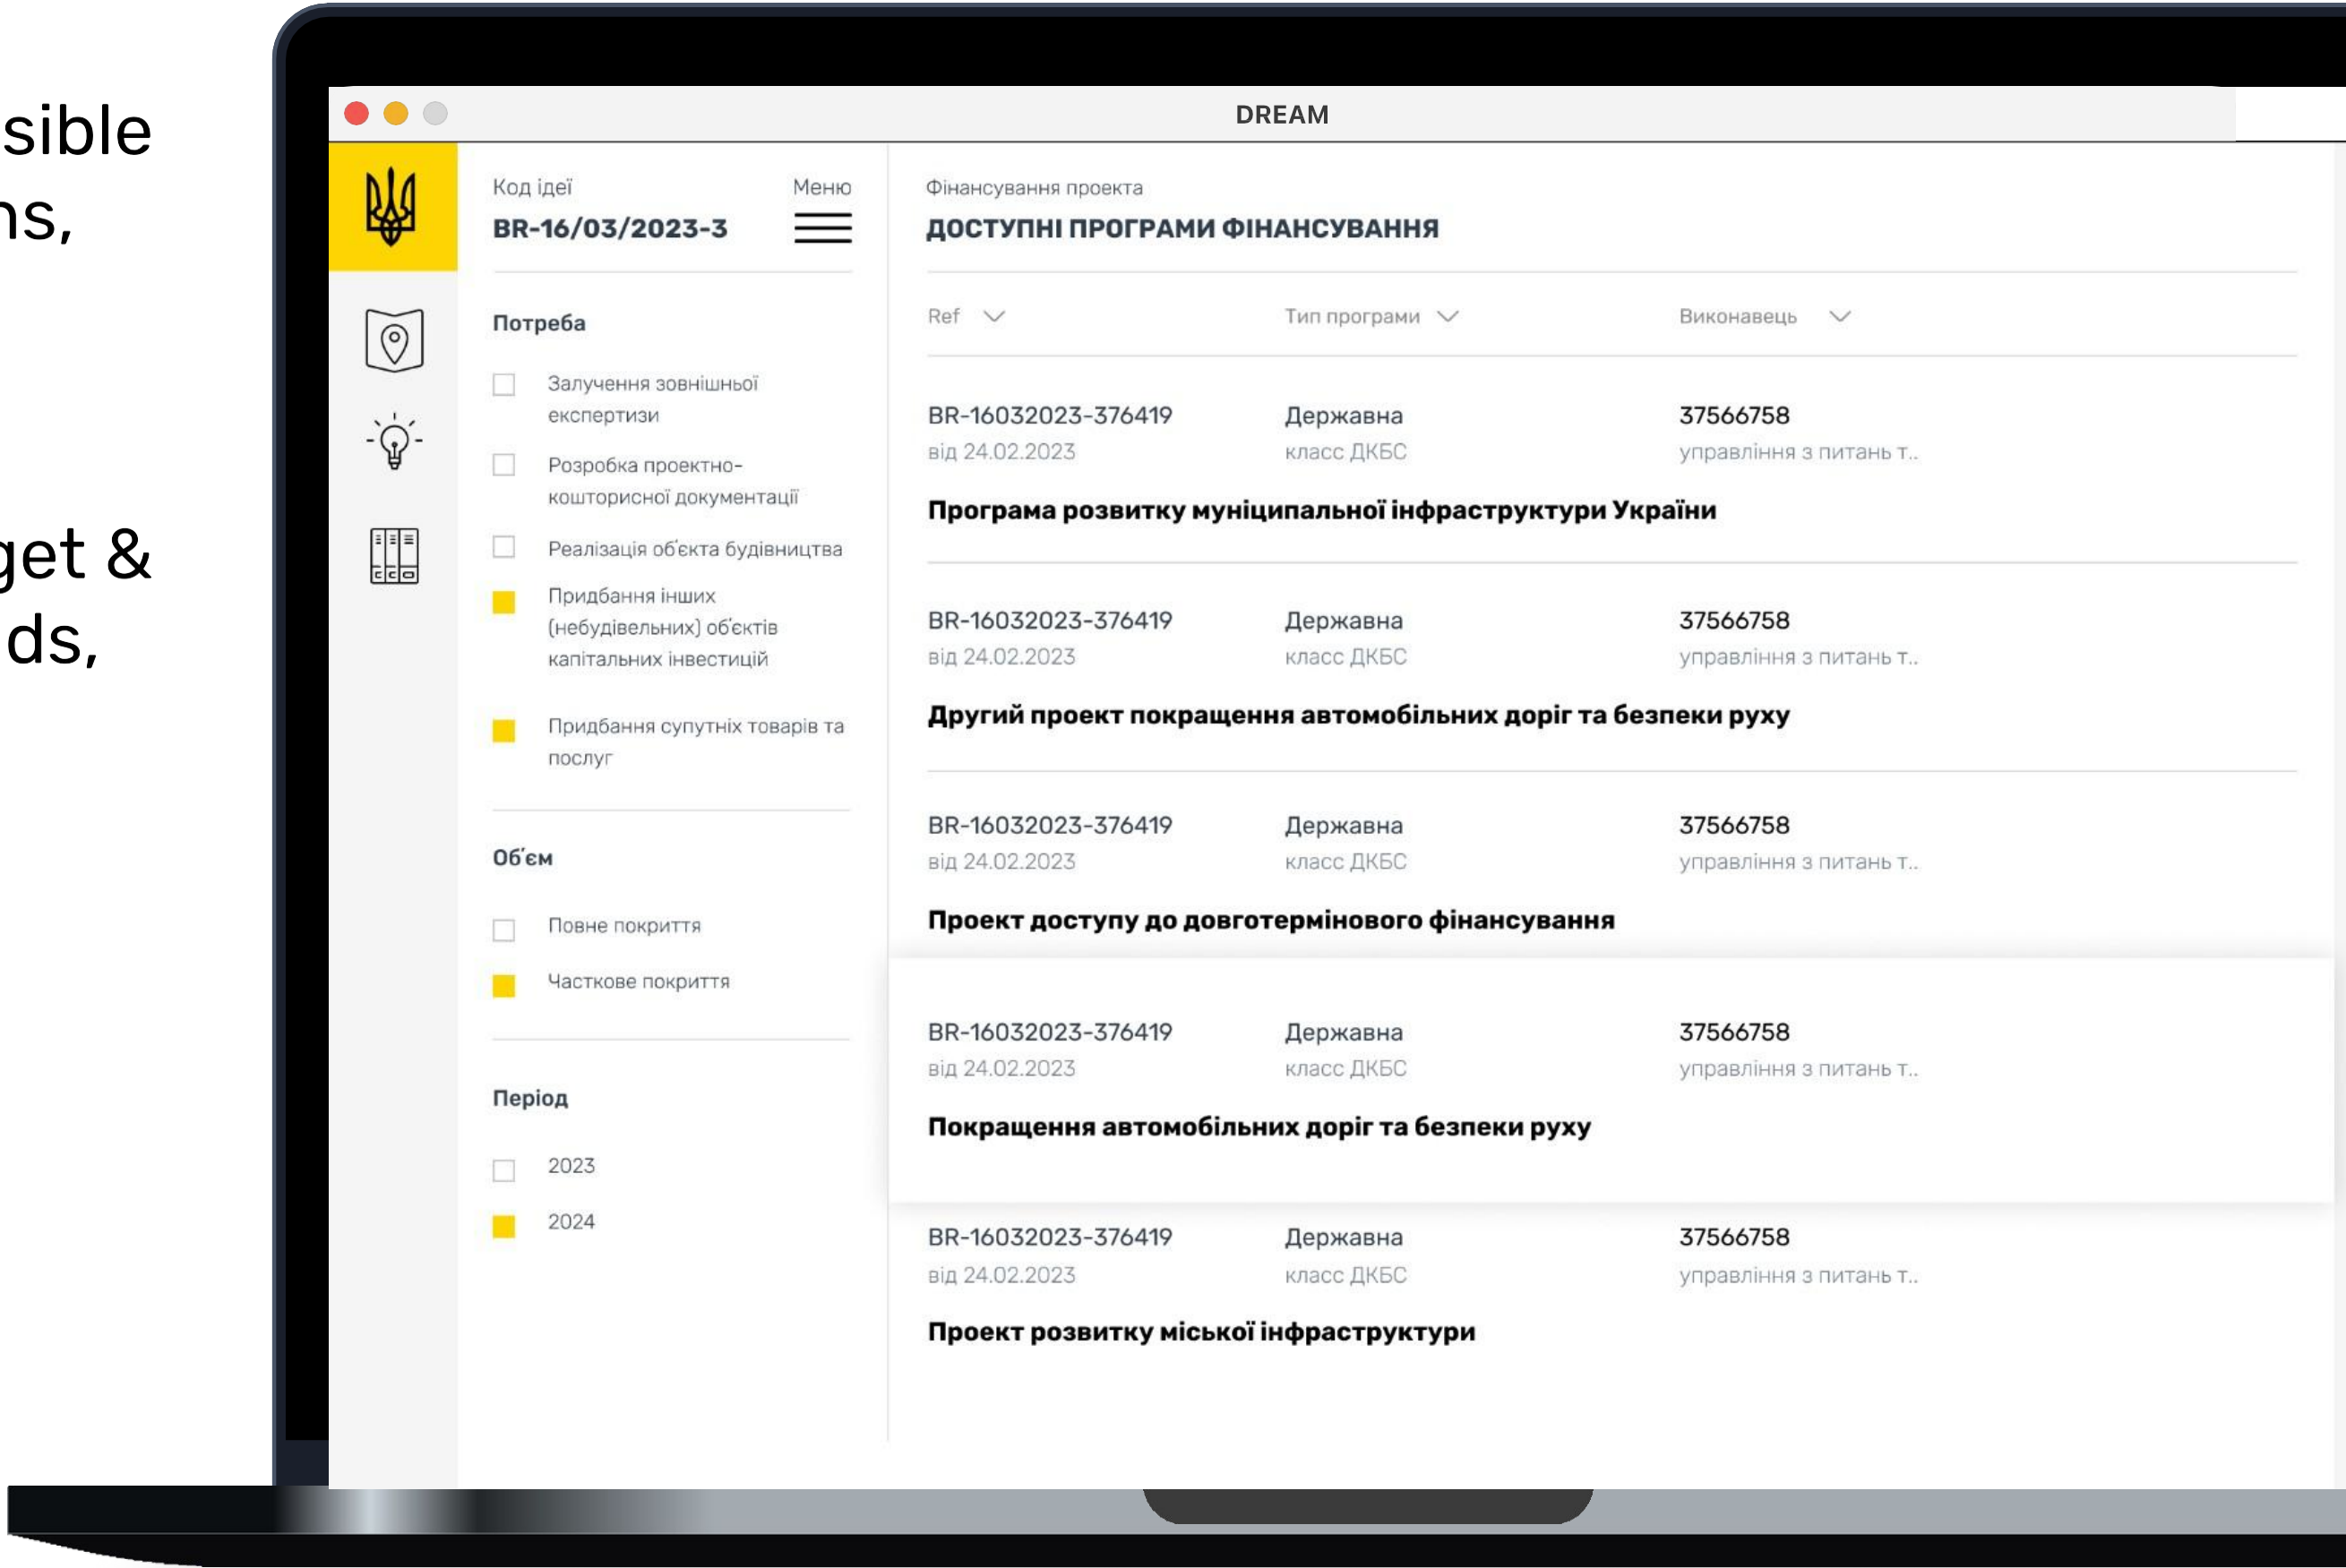 sible
ns,
get &
ds,
DREAM
Код ідеї
Меню
BR-16/03/2023-3
Потреба
Залучення зовнішньої
експертизи
Розробка проектно-
кошторисної документації
Реалізація об'єкта будівництва
Придбання інших
(небудівельних) об'єктів
капітальних інвестицій
Придбання супутніх товарів та
послуг
Об'єм
Повне покриття
Часткове покриття
Період
2023
2024
Фінансування проекта
ДОСТУПНІ ПРОГРАМИ ФІНАНСУВАННЯ
Ref Тип програми Виконавець
BR-16032023-376419 Державна 37566758
від 24.02.2023 класс ДКБС управління з питань т..
Програма розвитку муніципальної інфраструктури України
BR-16032023-376419 Державна 37566758
від 24.02.2023 класс ДКБС управління з питань т..
Другий проект покращення автомобільних доріг та безпеки руху
BR-16032023-376419 Державна 37566758
від 24.02.2023 класс ДКБС управління з питань т..
Проект доступу до довготермінового фінансування
BR-16032023-376419 Державна 37566758
від 24.02.2023 класс ДКБС управління з питань т..
Покращення автомобільних доріг та безпеки руху
BR-16032023-376419 Державна 37566758
від 24.02.2023 класс ДКБС управління з питань т..
Проект розвитку міської інфраструктури